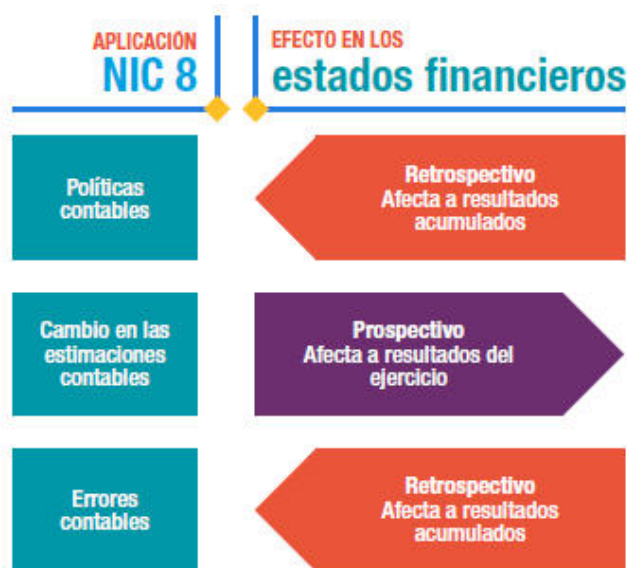 APLICACIÓN
NIC 8
EFECTO EN LOS
estados financieros
Políticas
contables
Retrospectivo
Afecta a resultados
acumulados
Cambio en las
estimaciones
contables
Prospectivo
Afecta a resultados del
ejercicio
Errores
contables
Retrospectivo
Afecta a resultados
acumulados